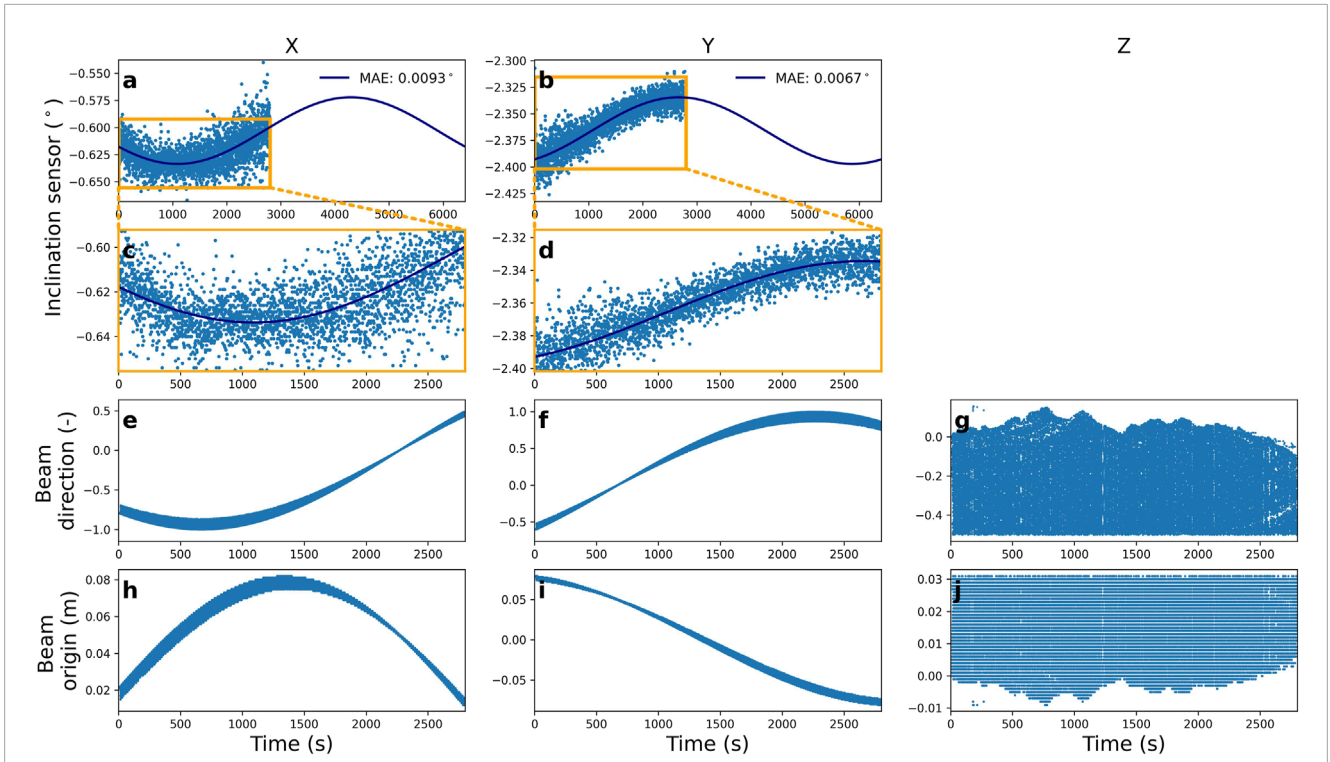 X Y Z
Inclination sensor (°)
a
MAE: 0.0093°
−0.550
−0.575
−0.600
−0.625
−0.650
0 1000 2000 3000 4000 5000 6000
b
MAE: 0.0067°
−2.300
−2.325
−2.350
−2.375
−2.400
−2.425
0 1000 2000 3000 4000 5000 6000
c
−0.60
−0.62
−0.64
0 500 1000 1500 2000 2500
d
−2.32
−2.34
−2.36
−2.38
−2.40
0 500 1000 1500 2000 2500
Beam
direction (-)
e
0.5
0.0
−0.5
−1.0
0 500 1000 1500 2000 2500
f
1.0
0.5
0.0
−0.5
0 500 1000 1500 2000 2500
g
0.0
−0.2
−0.4
0 500 1000 1500 2000 2500
Beam
origin (m)
h
0.08
0.06
0.04
0.02
0 500 1000 1500 2000 2500
Time (s)
i
0.05
0.00
−0.05
0 500 1000 1500 2000 2500
Time (s)
j
0.03
0.02
0.01
0.00
−0.01
0 500 1000 1500 2000 2500
Time (s)